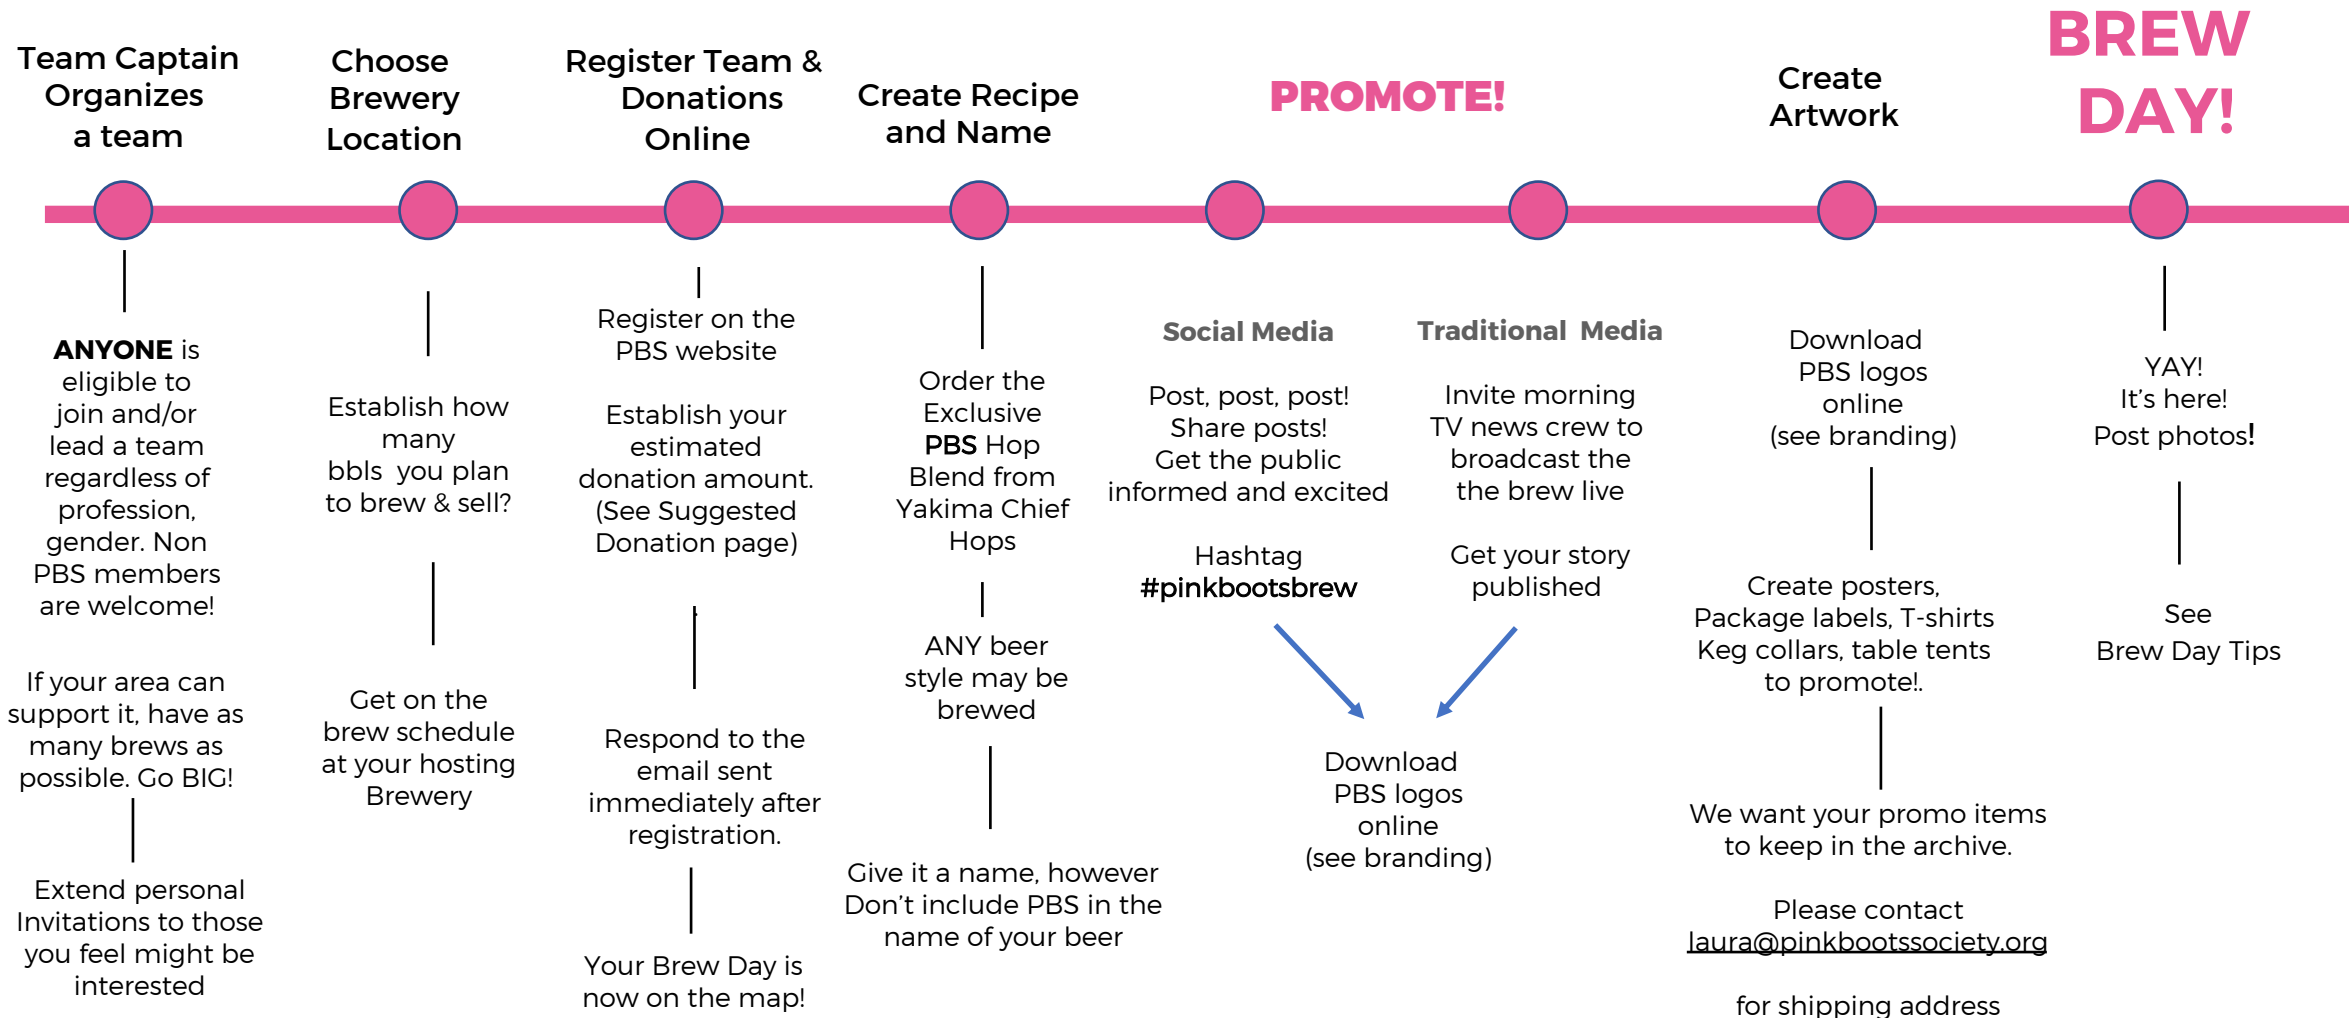 Team Captain
Organizes
a team
ANYONE is
eligible to
join and/or
lead a team
regardless of
profession,
gender. Non
PBS members
are welcome!
If your area can
support it, have as
many brews as
possible. Go BIG!
Extend personal
Invitations to those
you feel might be
interested
Choose
Brewery
Location
Establish how
many
bbls you plan
to brew & sell?
Get on the
brew schedule
at your hosting
Brewery
Register Team &
Donations
Online
Register on the
PBS website
Establish your
estimated
donation amount.
(See Suggested
Donation page)
Respond to the
email sent
immediately after
registration.
Your Brew Day is
now on the map!
Create Recipe
and Name
Order the
Exclusive
PBS Hop
Blend from
Yakima Chief
Hops
ANY beer
style may be
brewed
Give it a name, however
Don't include PBS in the
name of your beer
PROMOTE!
Social Media
Post, post, post!
Share posts!
Get the public
informed and excited
Hashtag
#pinkbootsbrew
Traditional Media
Invite morning
TV news crew to
broadcast the
the brew live
Get your story
published
Download
PBS logos
online
(see branding)
Create
Artwork
Download
PBS logos
online
(see branding)
Create posters,
Package labels, T-shirts
Keg collars, table tents
to promote!.
We want your promo items
to keep in the archive.
Please contact
laura@pinkbootssociety.org
for shipping address
BREW
DAY!
YAY!
It's here!
Post photos!
See
Brew Day Tips